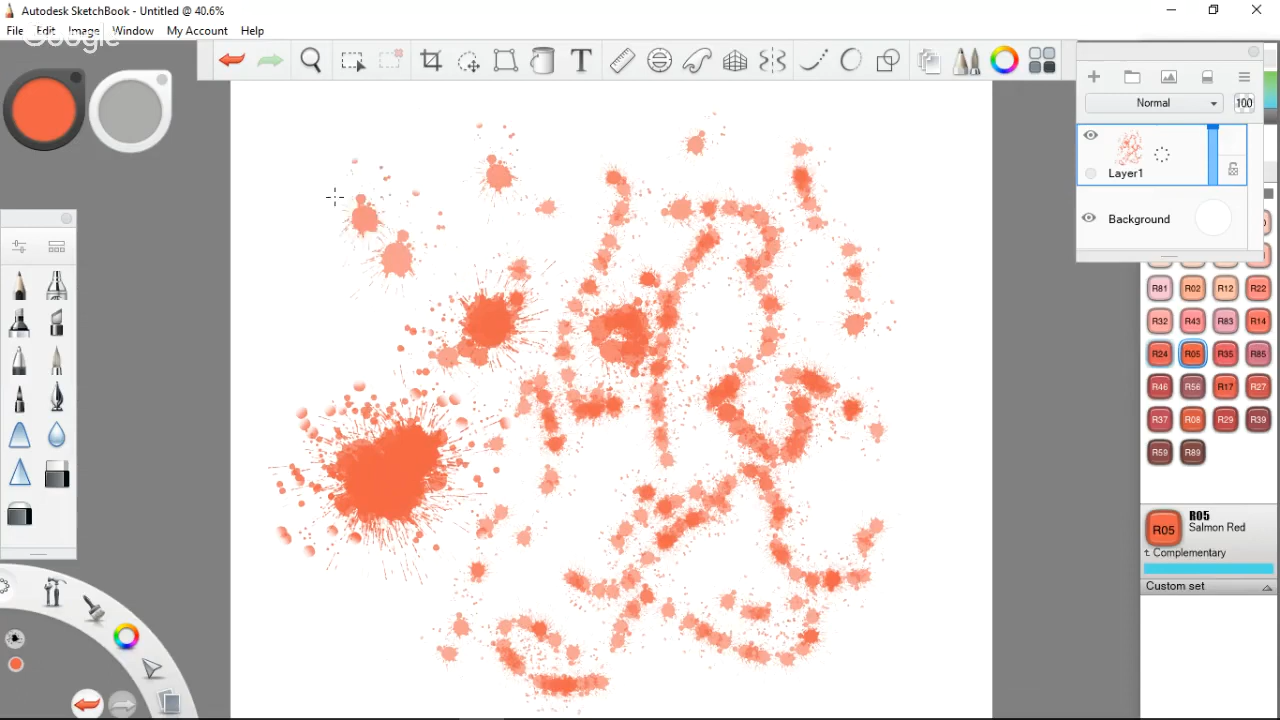 Autodesk SketchBook - Untitled @ 40.6%
File Edit Image Window My Account Help
Google
T
Normal
100
Layer1
Background
R81 R02 R12 R22
R32 R43 R83 R14
R24 R05 R35 R85
R46 R56 R17 R27
R37 R08 R29 R39
R59 R89
R05
R05
Salmon Red
t. Complementary
Custom set